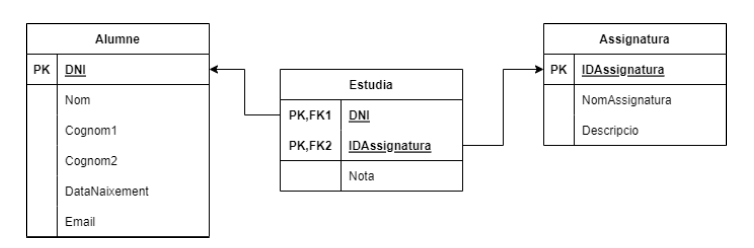 Alumne
PK DNI
Nom
Cognom1
Cognom2
DataNaixement
Email
Estudia
PK,FK1 DNI
PK,FK2 IDAssignatura
Nota
Assignatura
PK IDAssignatura
NomAssignatura
Descripcio